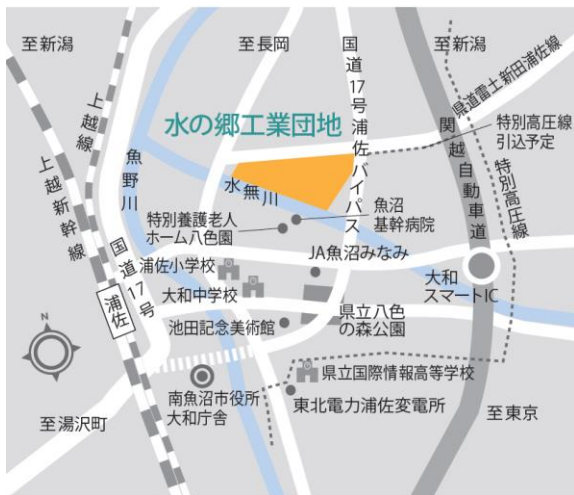 至新潟
至長岡
国道17号浦佐バイパス
至新潟
県道雷土新田浦佐線
上越線
水の郷工業団地
関越自動車道
特別高圧線
引込予定
特別高圧線
上越新幹線
魚野川
水無川
魚沼
基幹病院
特別養護老人
ホーム八色園
国道17号
浦佐小学校
JA魚沼みなみ
大和
スマートIC
浦佐
大和中学校
県立八色
の森公園
池田記念美術館
N
県立国際情報高等学校
南魚沼市役所
大和庁舎
東北電力浦佐変電所
至湯沢町
至東京